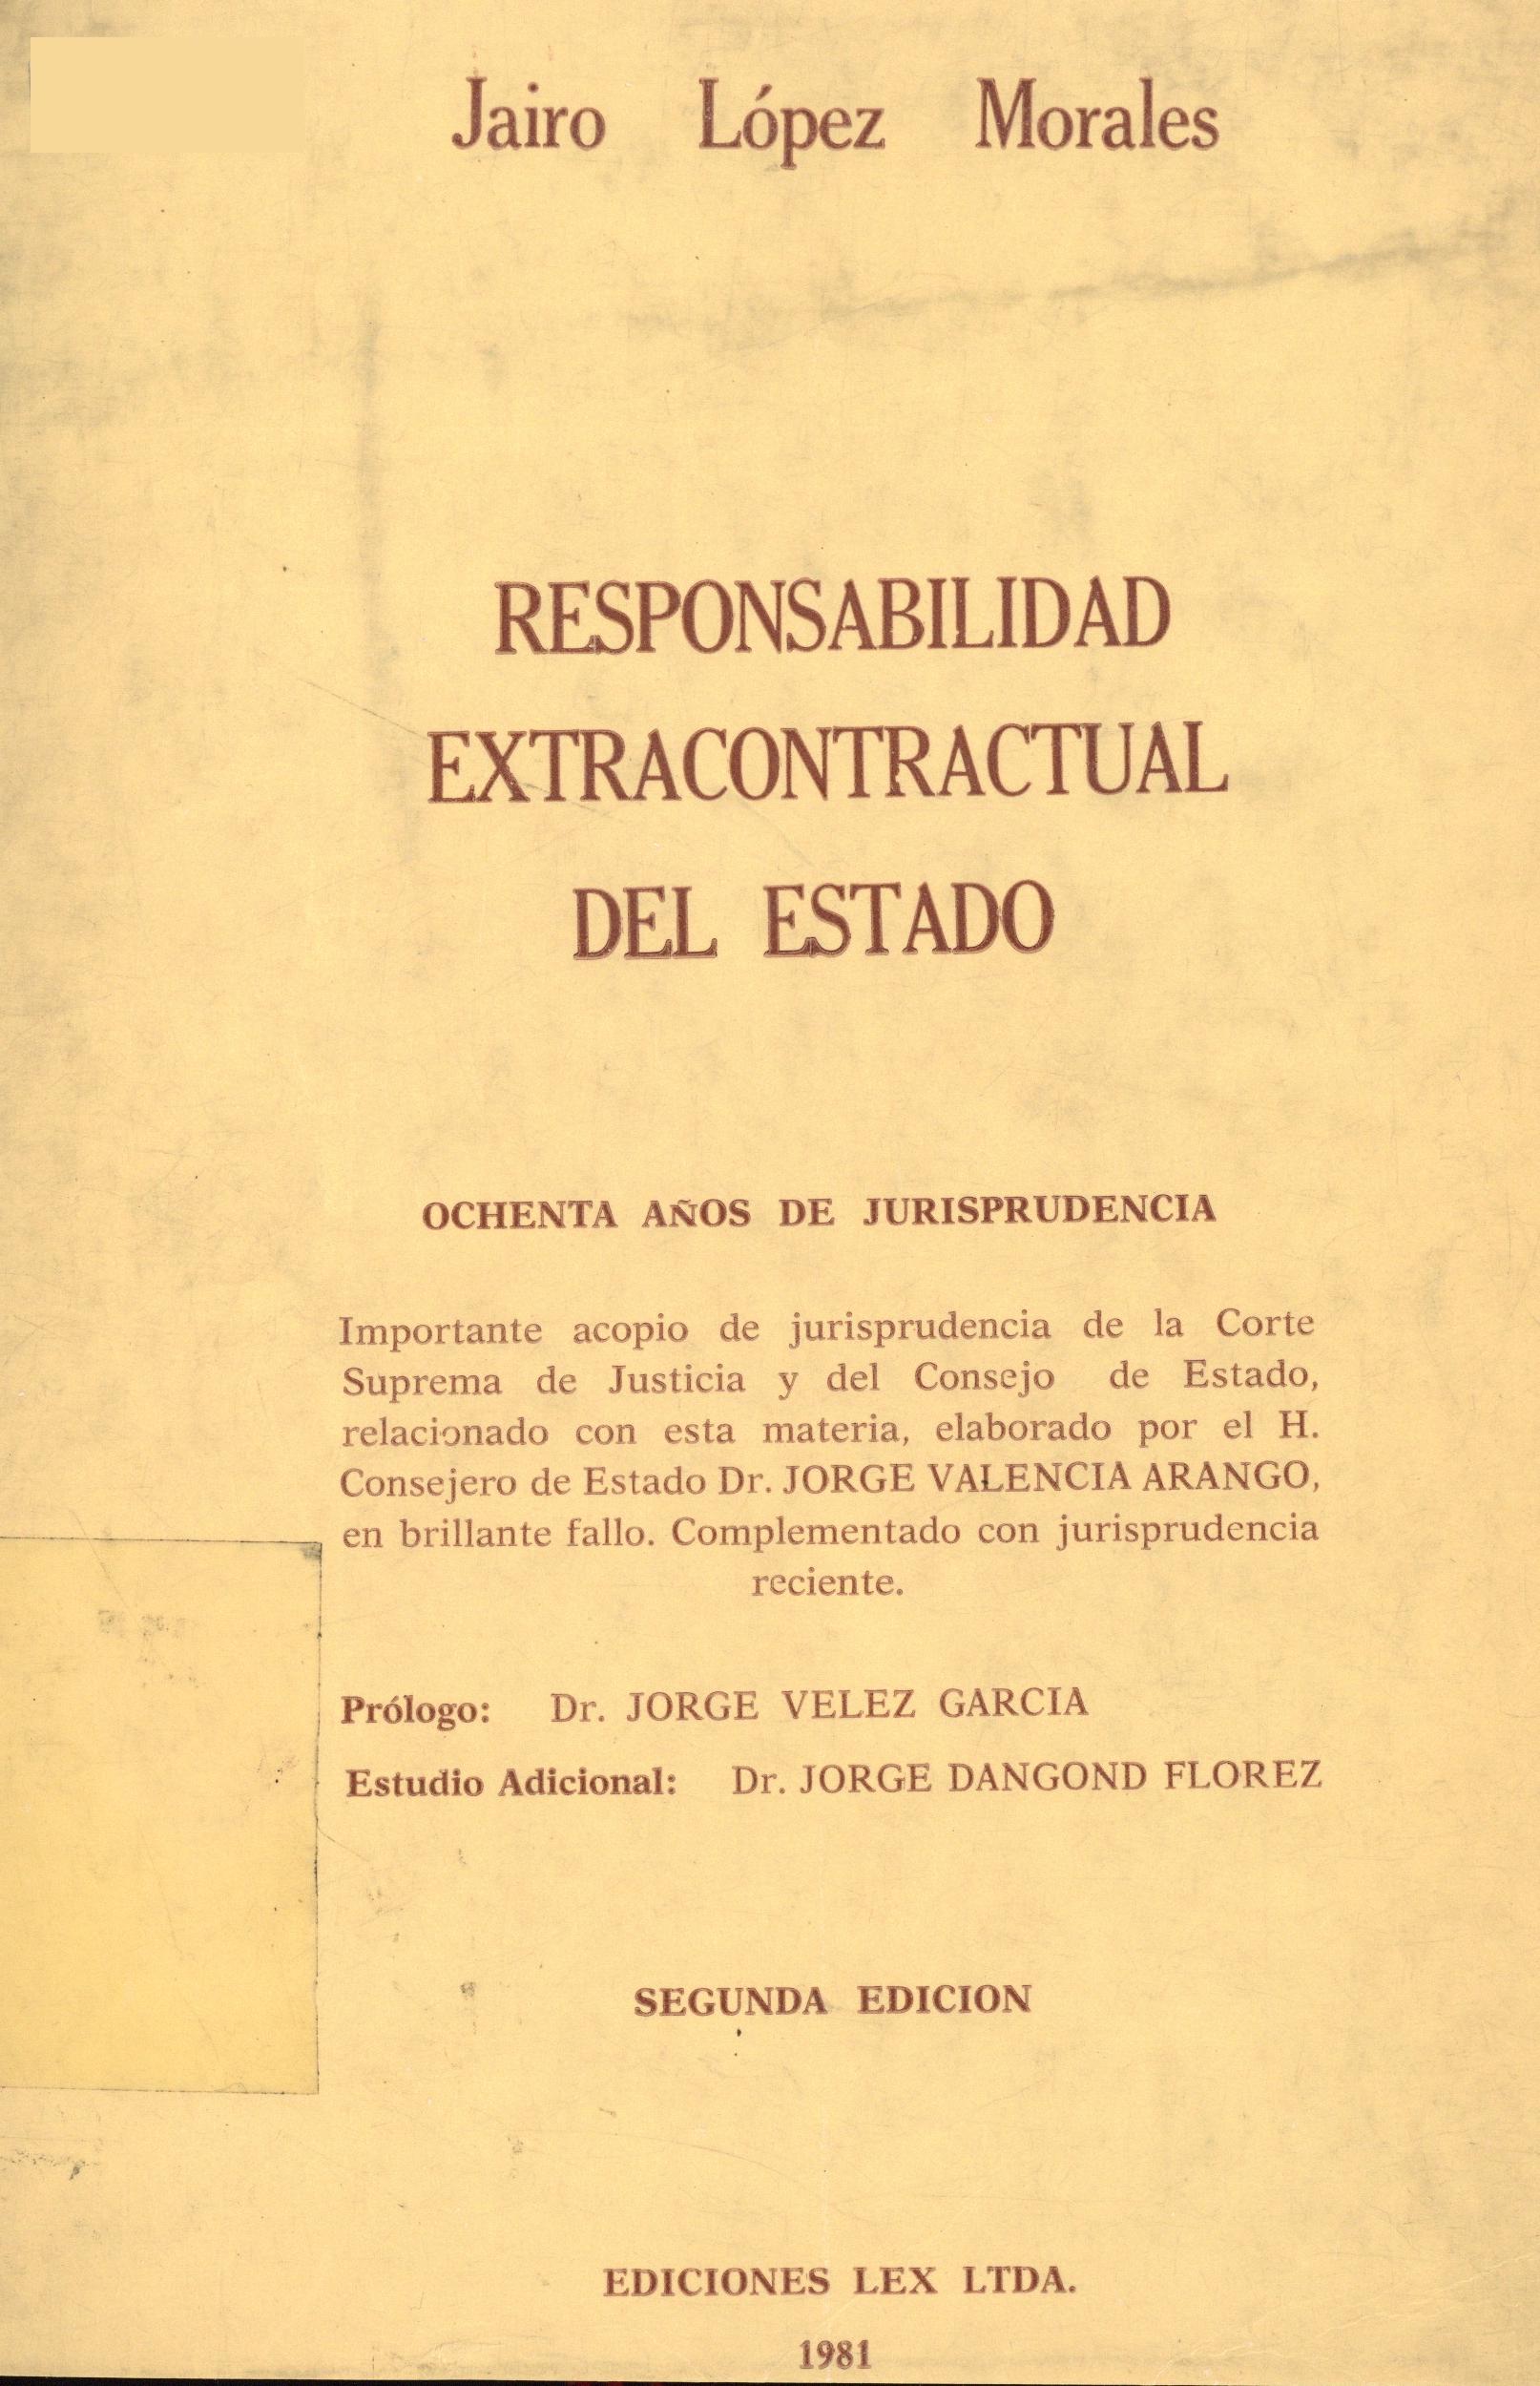 Jairo López Morales
RESPONSABILIDAD
EXTRACONTRACTUAL
DEL ESTADO
OCHENTA AÑOS DE JURISPRUDENCIA
Importante acopio de jurisprudencia de la Corte
Suprema de Justicia y del Consejo de Estado,
relacionado con esta materia, elaborado por el H.
Consejero de Estado Dr. JORGE VALENCIA ARANGO,
en brillante fallo. Complementado con jurisprudencia
reciente.
Prólogo: Dr. JORGE VELEZ GARCIA
Estudio Adicional: Dr. JORGE DANGOND FLOREZ
SEGUNDA EDICION
EDICIONES LEX LTDA.
1981